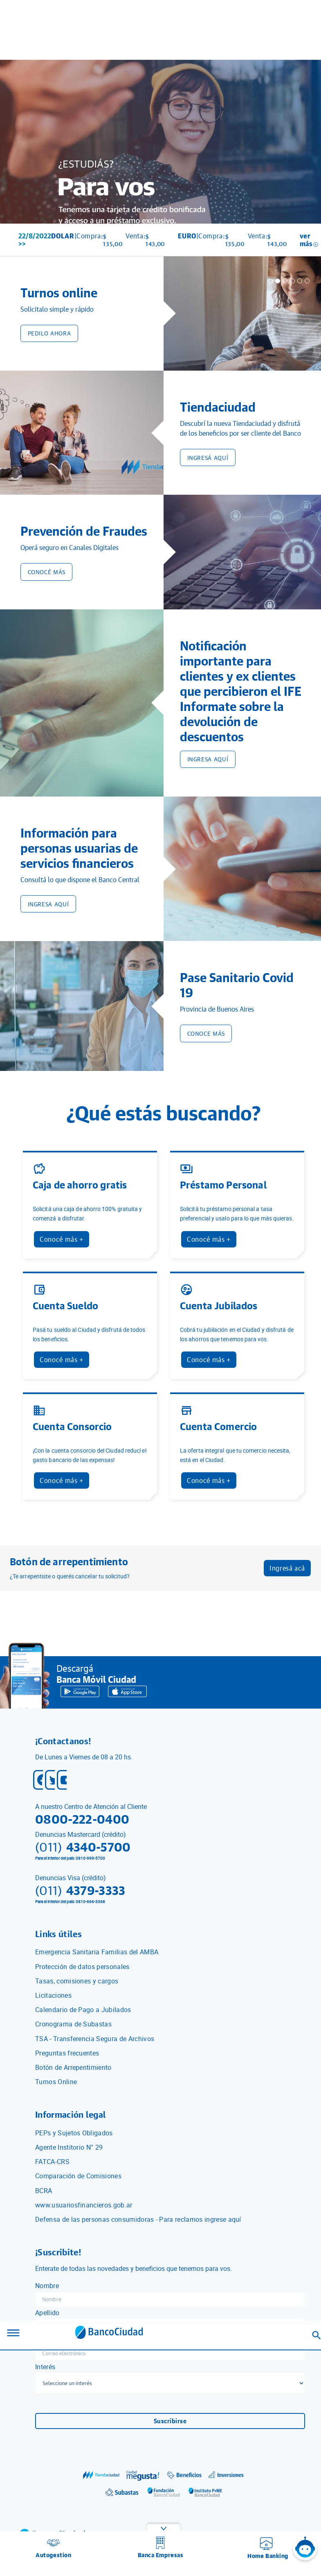 ¿ESTUDIÁS?
Para vos
Tenemos una tarjeta de crédito bonificada
y acceso a un préstamo exclusivo.
22/8/2022 DOLAR|Compra:$ 135,00 Venta:$ 143,00 EURO|Compra:$ 135,00 Venta:$ 143,00 ver más
>>
Turnos online
Solicitalo simple y rápido
PEDILO AHORA
Tiendaciudad
Descubrí la nueva Tiendaciudad y disfrutá
de los beneficios por ser cliente del Banco
INGRESÁ AQUÍ
Prevención de Fraudes
Operá seguro en Canales Digitales
CONOCÉ MÁS
Notificación
importante para
clientes y ex clientes
que percibieron el IFE
Informate sobre la
devolución de
descuentos
INGRESA AQUÍ
Información para
personas usuarias de
servicios financieros
Consultá lo que dispone el Banco Central
INGRESA AQUÍ
Pase Sanitario Covid
19
Provincia de Buenos Aires
CONOCE MÁS
¿Qué estás buscando?
Caja de ahorro gratis
Solicitá una caja de ahorro 100% gratuita y
comenzá a disfrutar.
Conocé más +
Préstamo Personal
Solicitá tu préstamo personal a tasa
preferencial y usalo para lo que más quieras.
Conocé más +
Cuenta Sueldo
Pasá tu sueldo al Ciudad y disfrutá de todos
los beneficios.
Conocé más +
Cuenta Jubilados
Cobrá tu jubilación en el Ciudad y disfrutá de
los ahorros que tenemos para vos.
Conocé más +
Cuenta Consorcio
¡Con la cuenta consorcio del Ciudad reducí el
gasto bancario de las expensas!
Conocé más +
Cuenta Comercio
La oferta integral que tu comercio necesita,
está en el Ciudad.
Conocé más +
Botón de arrepentimiento
¿Te arrepentiste o querés cancelar tu solicitud?
Ingresá acá
Descargá
Banca Móvil Ciudad
Google Play
App Store
¡Contactanos!
De Lunes a Viernes de 08 a 20 hs.
A nuestro Centro de Atención al Cliente
0800-222-0400
Denuncias Mastercard (crédito)
(011) 4340-5700
Para el interior del país: 0810-999-5700
Denuncias Visa (crédito)
(011) 4379-3333
Para el interior del país: 0810-666-3368
Links útiles
Emergencia Sanitaria Familias del AMBA
Protección de datos personales
Tasas, comisiones y cargos
Licitaciones
Calendario de Pago a Jubilados
Cronograma de Subastas
TSA - Transferencia Segura de Archivos
Preguntas frecuentes
Botón de Arrepentimiento
Turnos Online
Información legal
PEPs y Sujetos Obligados
Agente Institorio N° 29
FATCA-CRS
Comparación de Comisiones
BCRA
www.usuariosfinancieros.gob.ar
Defensa de las personas consumidoras - Para reclamos ingrese aquí
¡Suscribite!
Enterate de todas las novedades y beneficios que tenemos para vos.
Nombre
Nombre
Apellido
BancoCiudad
Correo electrónico
Interés
Seleccione un interés
Suscribirse
Tiendaciudad
Ciudad me gusta!
Beneficios
Inversiones
Subastas
Fundación BancoCiudad
Instituto PyME BancoCiudad
Autogestion
Banca Empresas
Home Banking